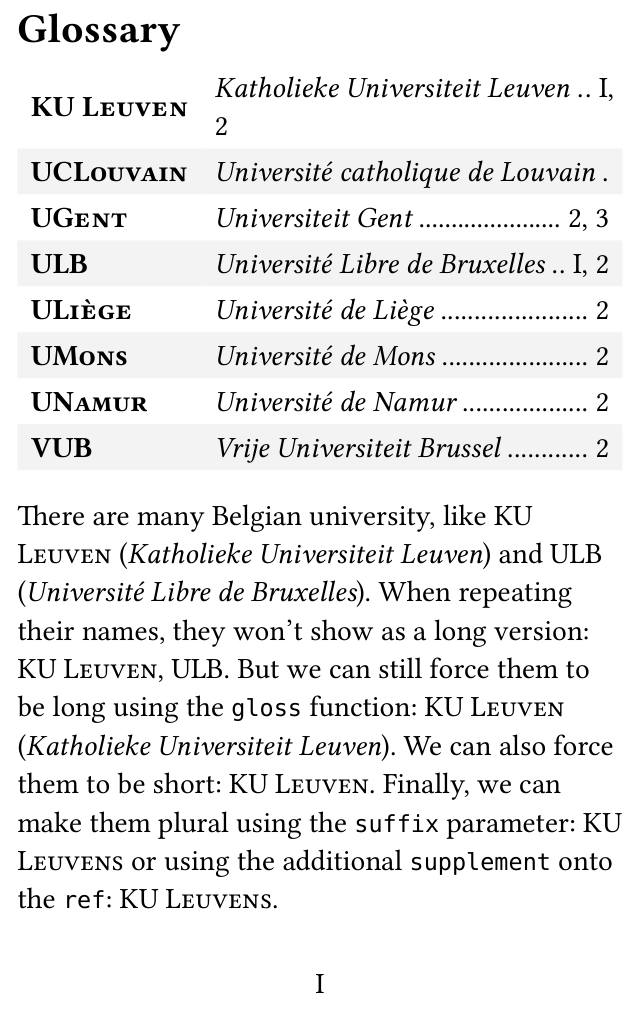 Glossary
KU Leuven Katholieke Universiteit Leuven .. I,
2
UCLouvain Université catholique de Louvain .
UGent Universiteit Gent ...................... 2, 3
ULB Université Libre de Bruxelles .. I, 2
ULiège Université de Liège ....................... 2
UMons Université de Mons ....................... 2
UNamur Université de Namur ................... 2
VUB Vrije Universiteit Brussel ............ 2
There are many Belgian university, like KU
Leuven (Katholieke Universiteit Leuven) and ULB
(Université Libre de Bruxelles). When repeating
their names, they won’t show as a long version:
KU Leuven, ULB. But we can still force them to
be long using the gloss function: KU Leuven
(Katholieke Universiteit Leuven). We can also force
them to be short: KU Leuven. Finally, we can
make them plural using the suffix parameter: KU
Leuvens or using the additional supplement onto
the ref: KU Leuvens.
I